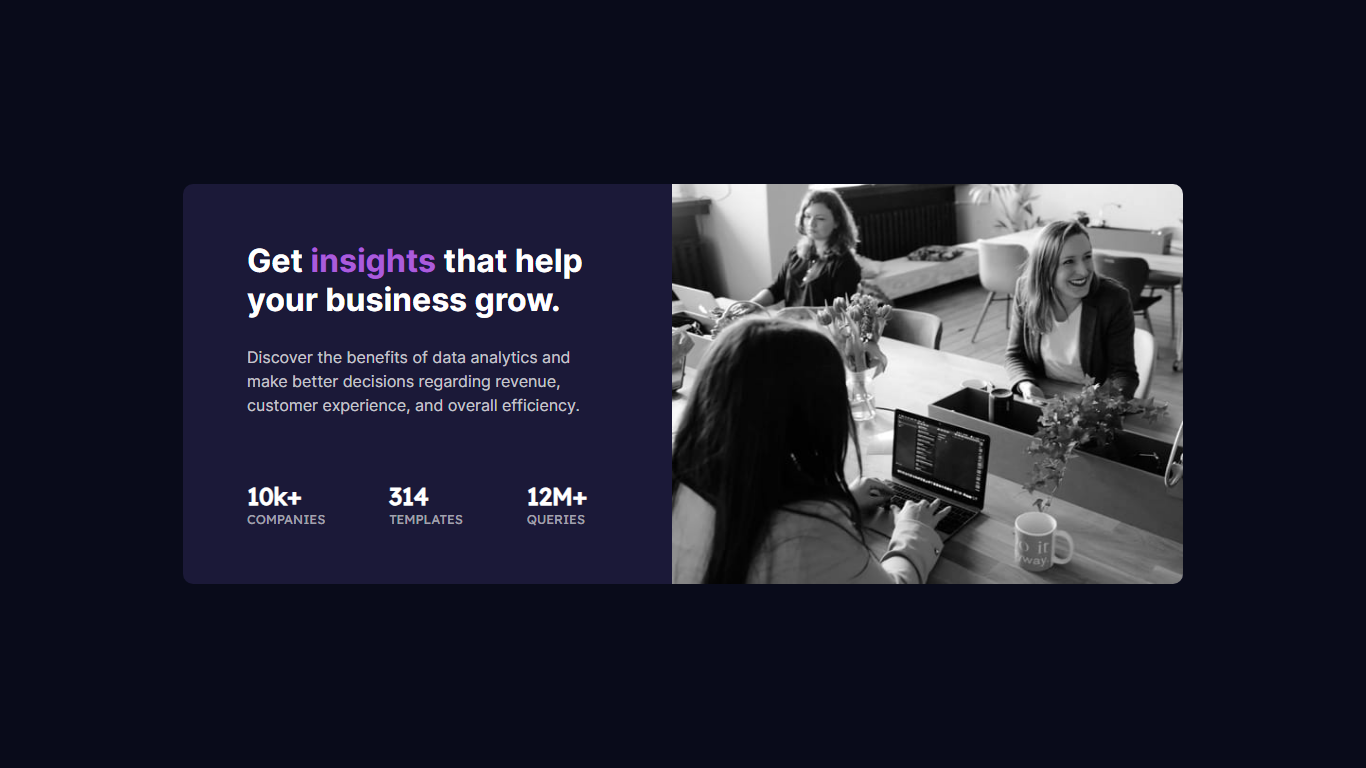 Get insights that help
your business grow.
Discover the benefits of data analytics and
make better decisions regarding revenue,
customer experience, and overall efficiency.
10k+ 314 12M+
COMPANIES TEMPLATES QUERIES